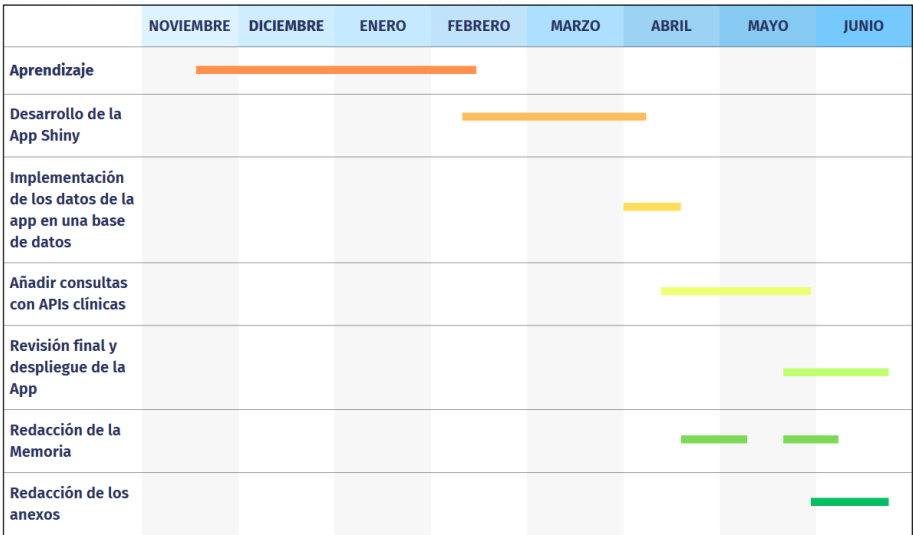 NOVIEMBRE DICIEMBRE ENERO FEBRERO MARZO ABRIL MAYO JUNIO
Aprendizaje
Desarrollo de la
App Shiny
Implementación
de los datos de la
app en una base
de datos
Añadir consultas
con APIs clínicas
Revisión final y
despliegue de la
App
Redacción de la
Memoria
Redacción de los
anexos